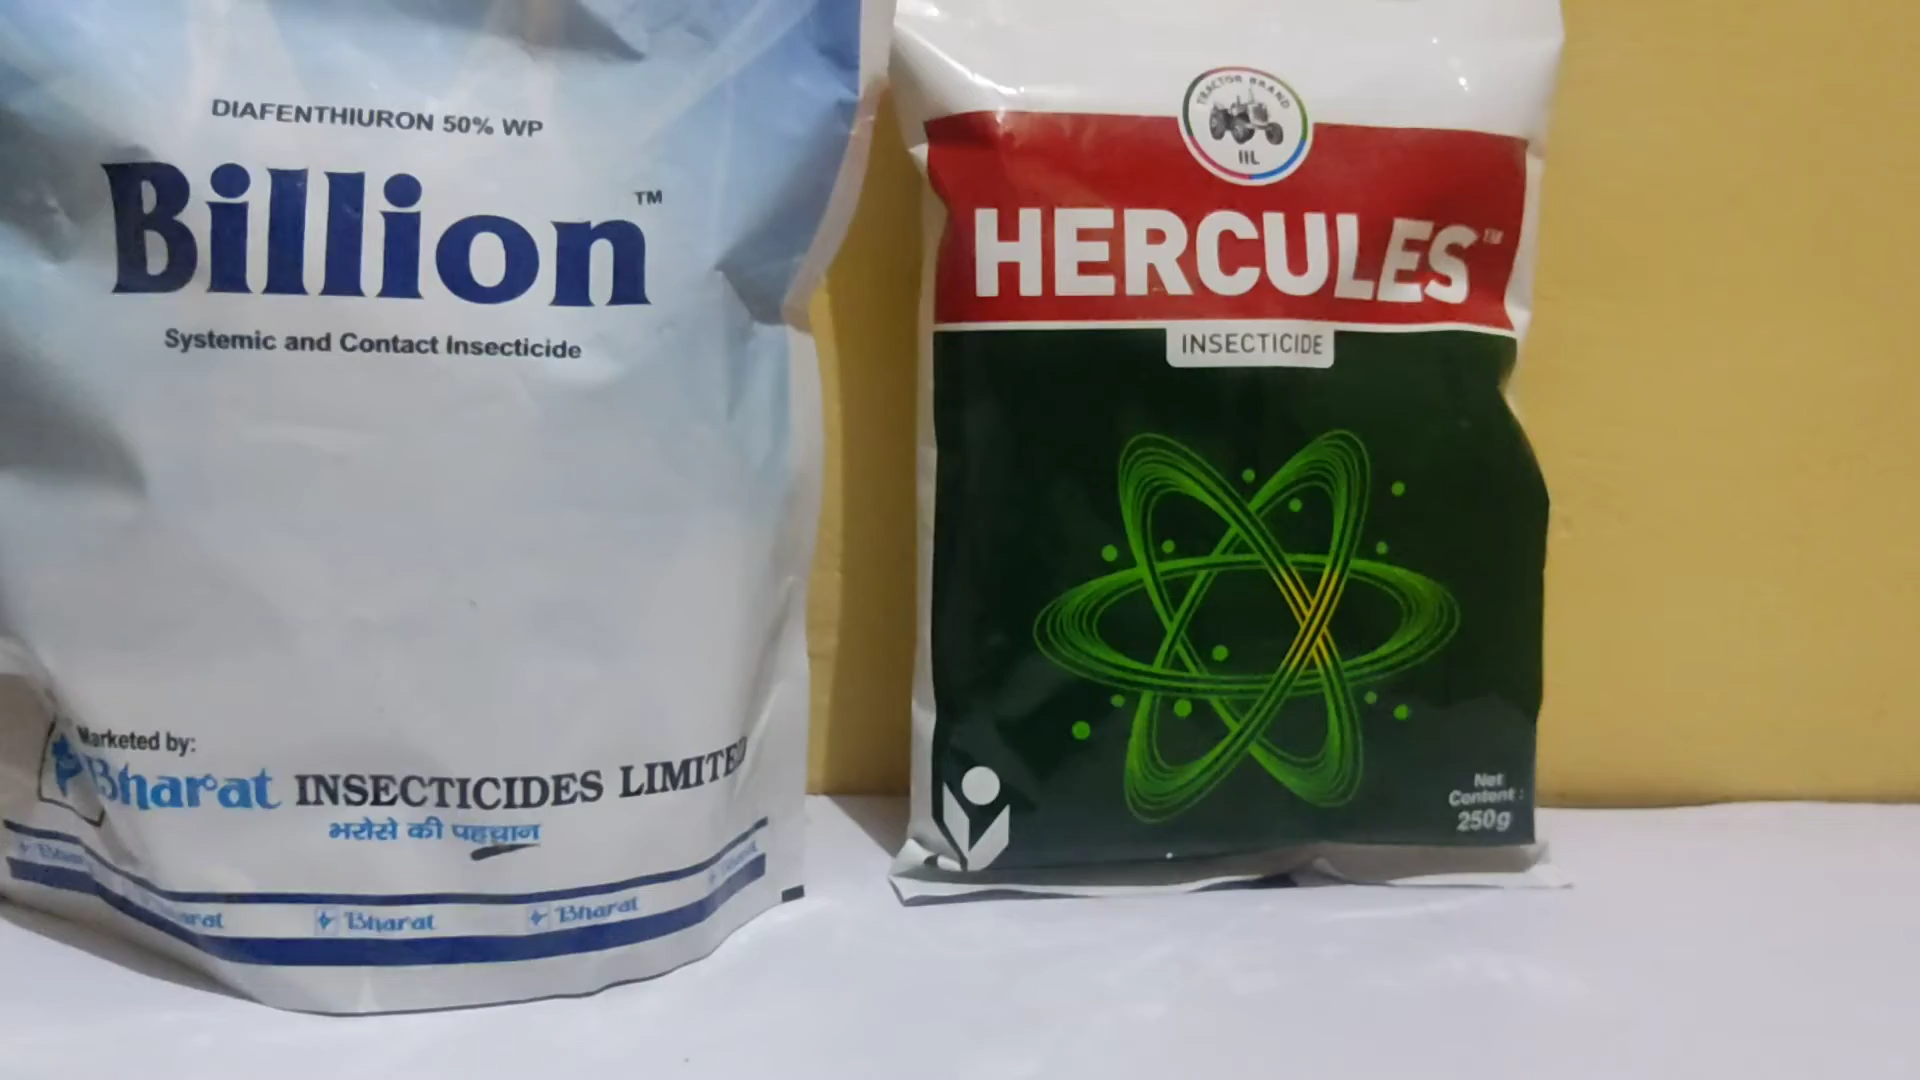 DIAFENTHIURON 50% WP
Billion™
Systemic and Contact Insecticide
Marketed by:
Bharat INSECTICIDES LIMITED
भरोसे की पहचान
Bharat
Bharat
TRACTOR BRAND
IIL
HERCULES™
INSECTICIDE
Net
Content :
250g